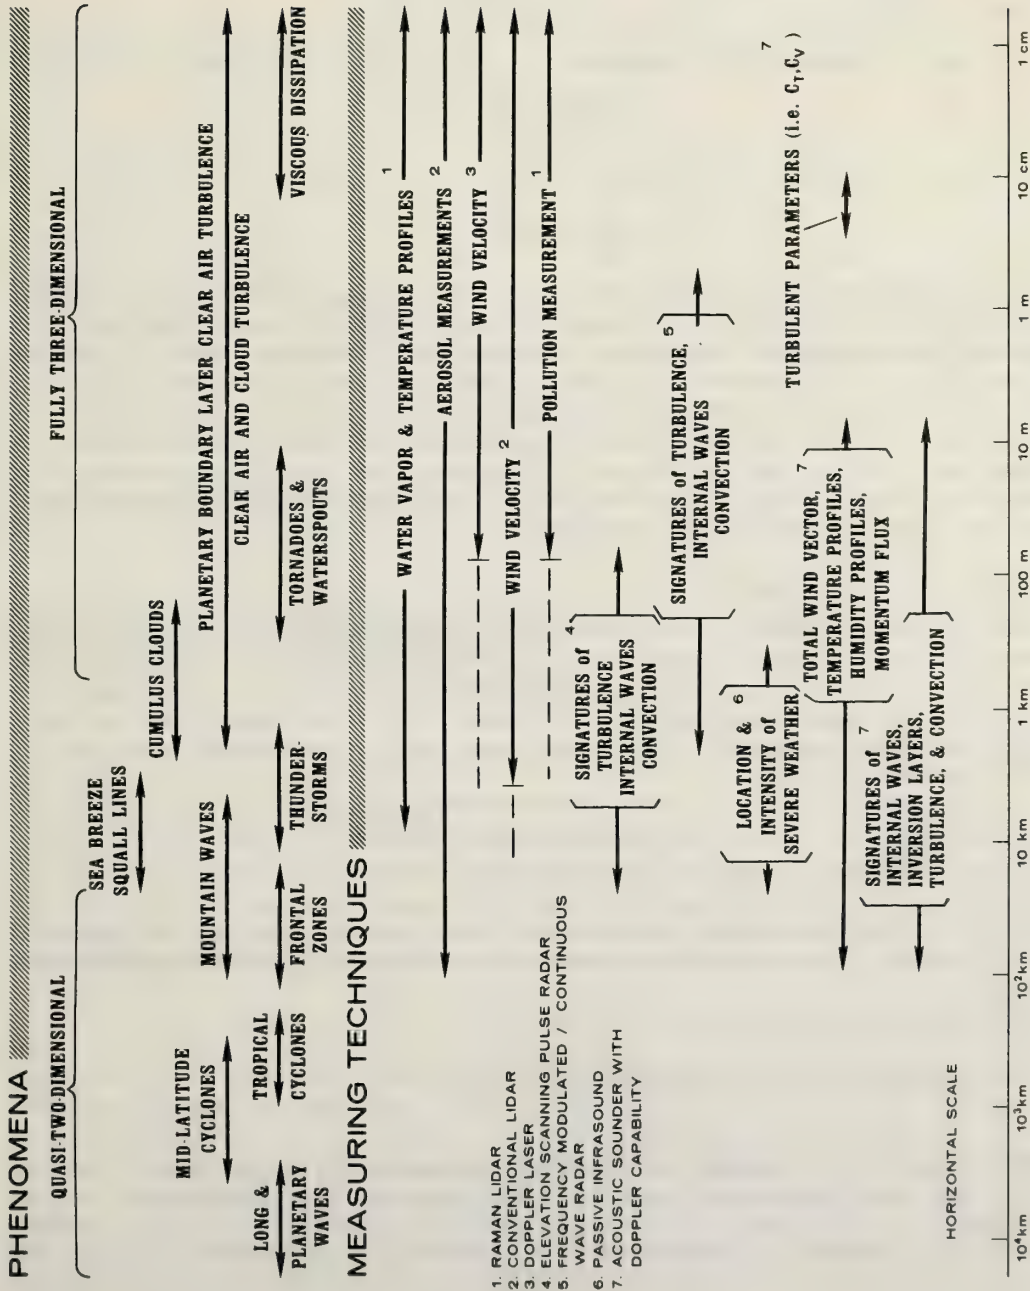 PHENOMENA
QUASI-TWO-DIMENSIONAL
FULLY THREE-DIMENSIONAL
SEA BREEZE
SQUALL LINES
CUMULUS CLOUDS
MID-LATITUDE
CYCLONES
MOUNTAIN WAVES
PLANETARY BOUNDARY LAYER CLEAR AIR TURBULENCE
CLEAR AIR AND CLOUD TURBULENCE
LONG &
PLANETARY
WAVES
TROPICAL
CYCLONES
FRONTAL
ZONES
THUNDER-
STORMS
TORNADOES &
WATERSPOUTS
VISCOUS DISSIPATION
MEASURING TECHNIQUES
WATER VAPOR & TEMPERATURE PROFILES 1
AEROSOL MEASUREMENTS 2
WIND VELOCITY 3
WIND VELOCITY 2
POLLUTION MEASUREMENT 1
1. RAMAN LIDAR
2. CONVENTIONAL LIDAR
3. DOPPLER LASER
4. ELEVATION SCANNING PULSE RADAR
5. FREQUENCY MODULATED / CONTINUOUS
WAVE RADAR
6. PASSIVE INFRASOUND
7. ACOUSTIC SOUNDER WITH
DOPPLER CAPABILITY
SIGNATURES of 4
TURBULENCE
INTERNAL WAVES
CONVECTION
SIGNATURES of TURBULENCE, 5
INTERNAL WAVES
CONVECTION
LOCATION & 6
INTENSITY of
SEVERE WEATHER
TURBULENT PARAMETERS (i.e. CT,CV ) 7
TOTAL WIND VECTOR, 7
TEMPERATURE PROFILES,
HUMIDITY PROFILES,
MOMENTUM FLUX
SIGNATURES of 7
INTERNAL WAVES,
INVERSION LAYERS,
TURBULENCE, & CONVECTION
HORIZONTAL SCALE
10⁴km 10³km 10²km 10 km 1 km 100 m 10 m 1 m 10 cm 1 cm